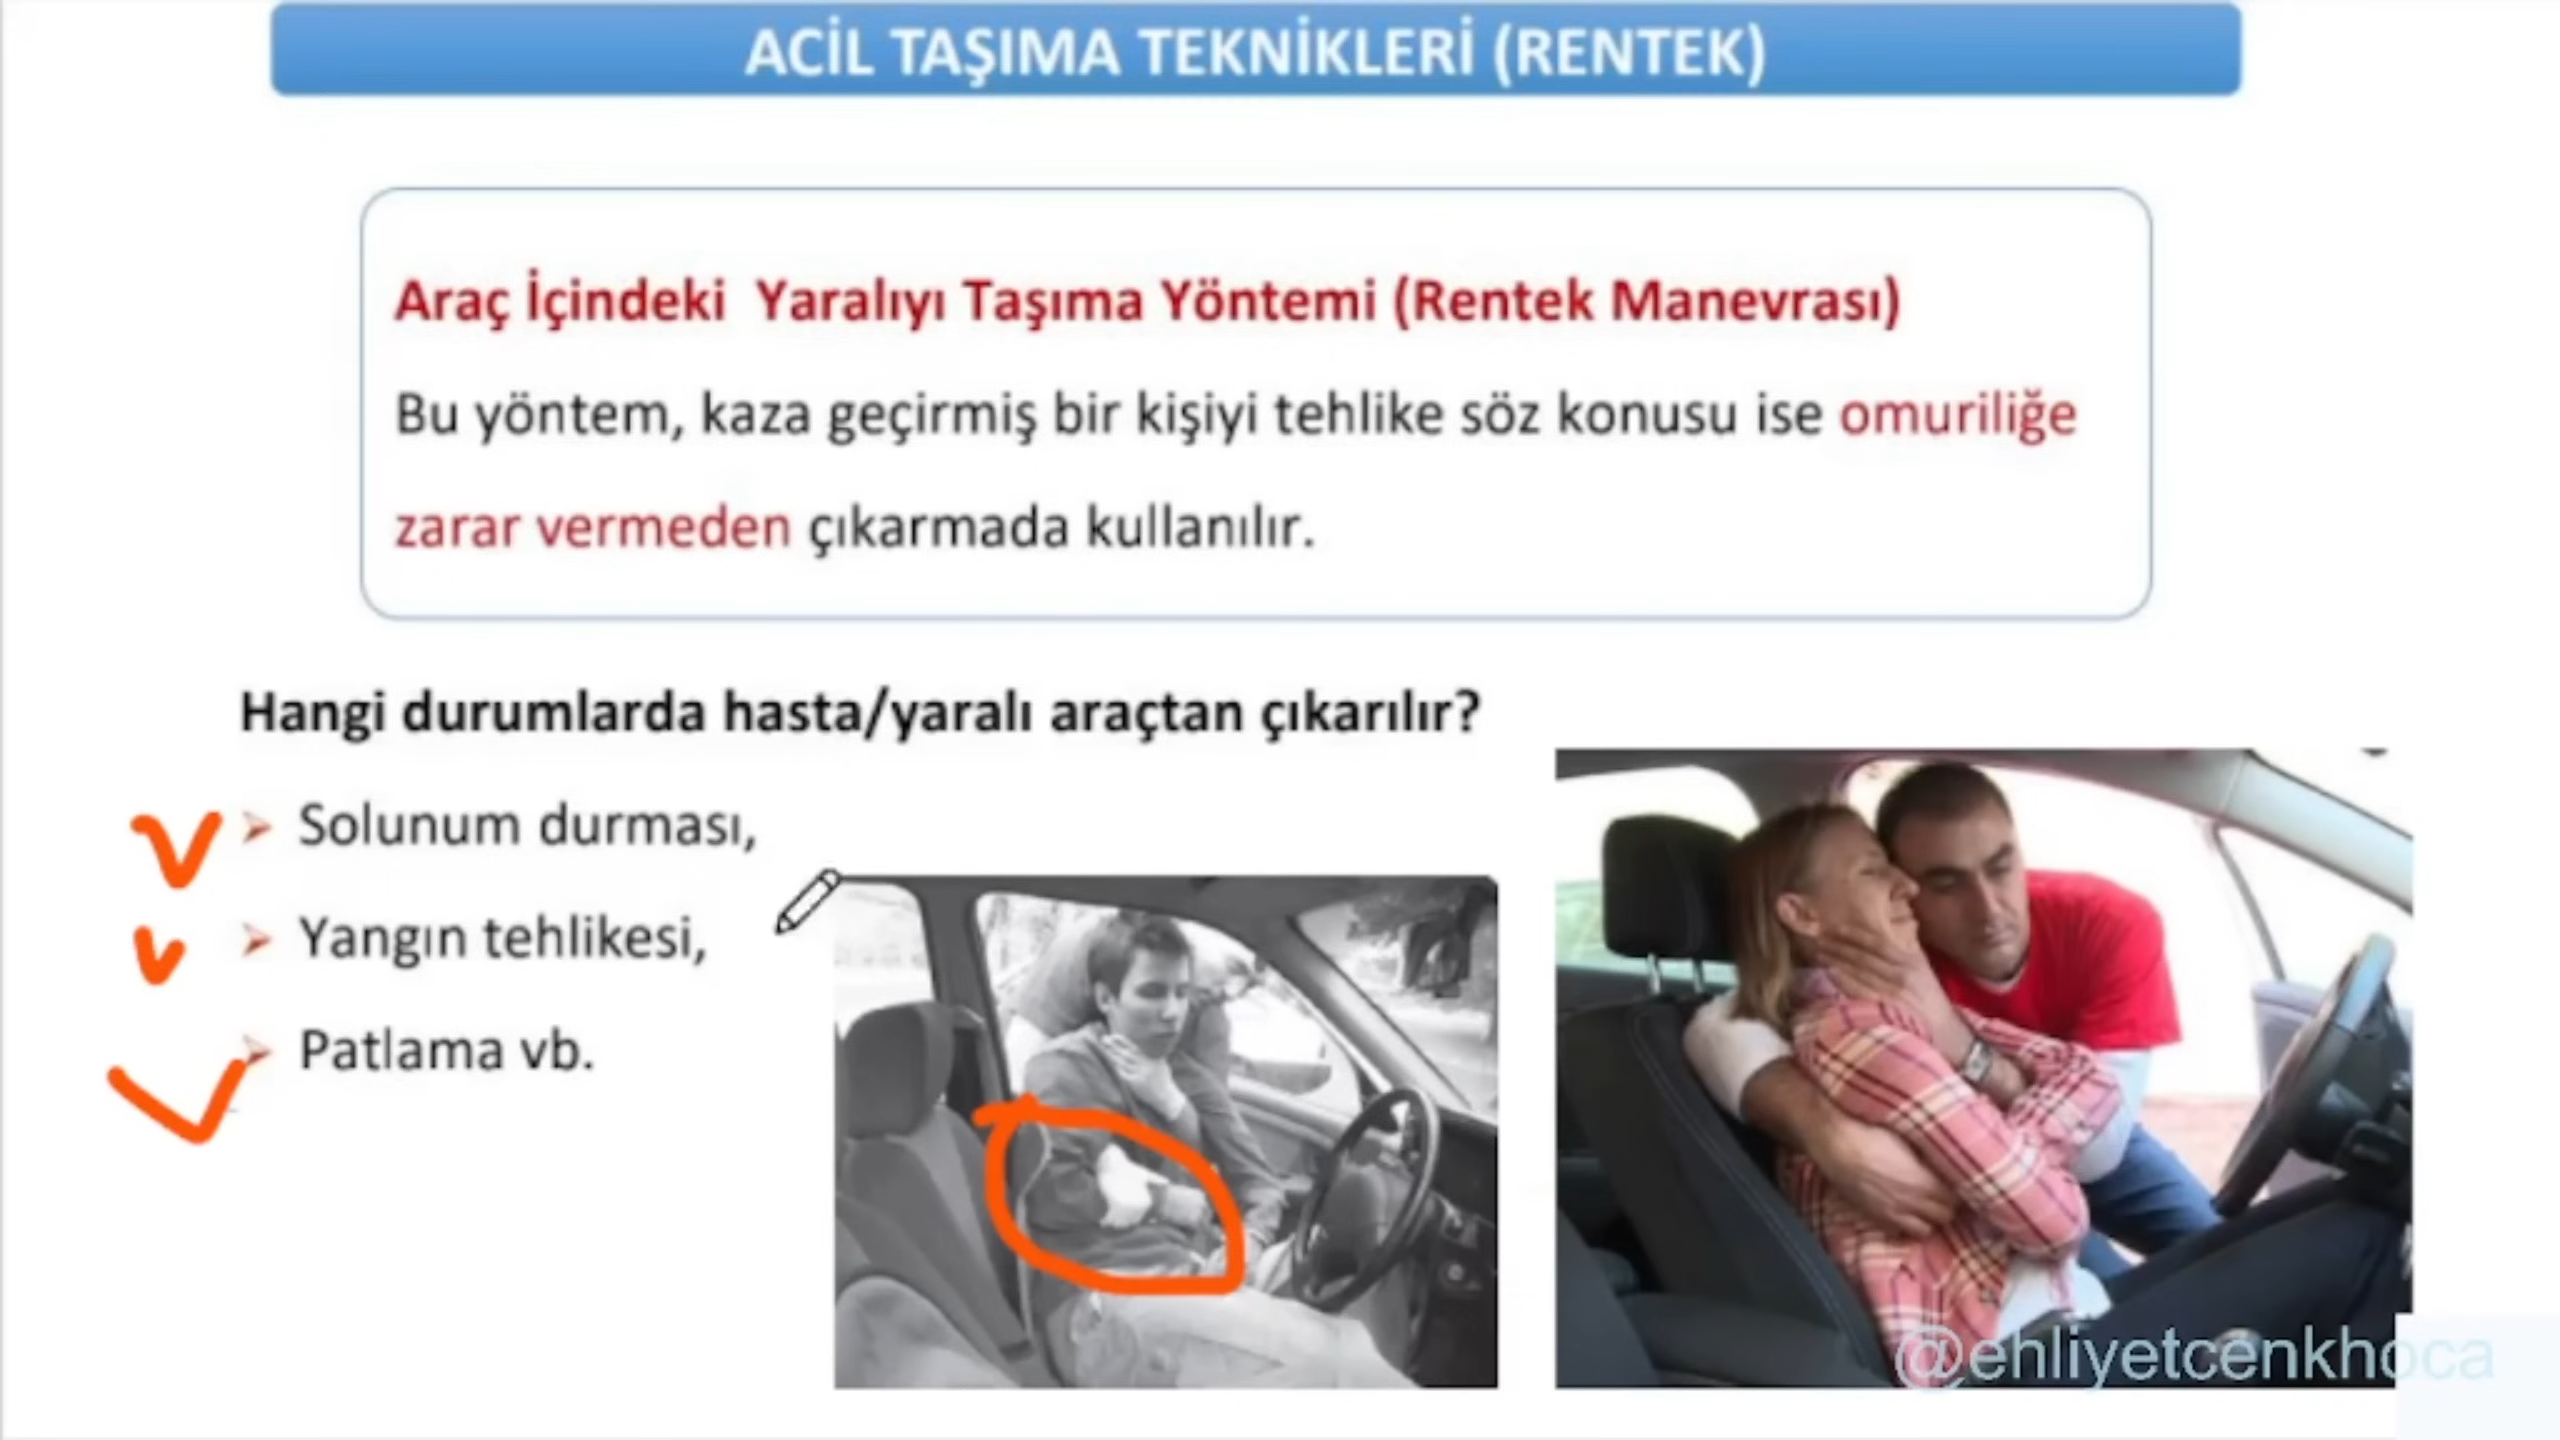 ACİL TAŞIMA TEKNİKLERİ (RENTEK)
Araç İçindeki Yaralıyı Taşıma Yöntemi (Rentek Manevrası)
Bu yöntem, kaza geçirmiş bir kişiyi tehlike söz konusu ise omuriliğe
zarar vermeden çıkarmada kullanılır.
Hangi durumlarda hasta/yaralı araçtan çıkarılır?
Solunum durması,
Yangın tehlikesi,
Patlama vb.
@ehliyetcenkhoca